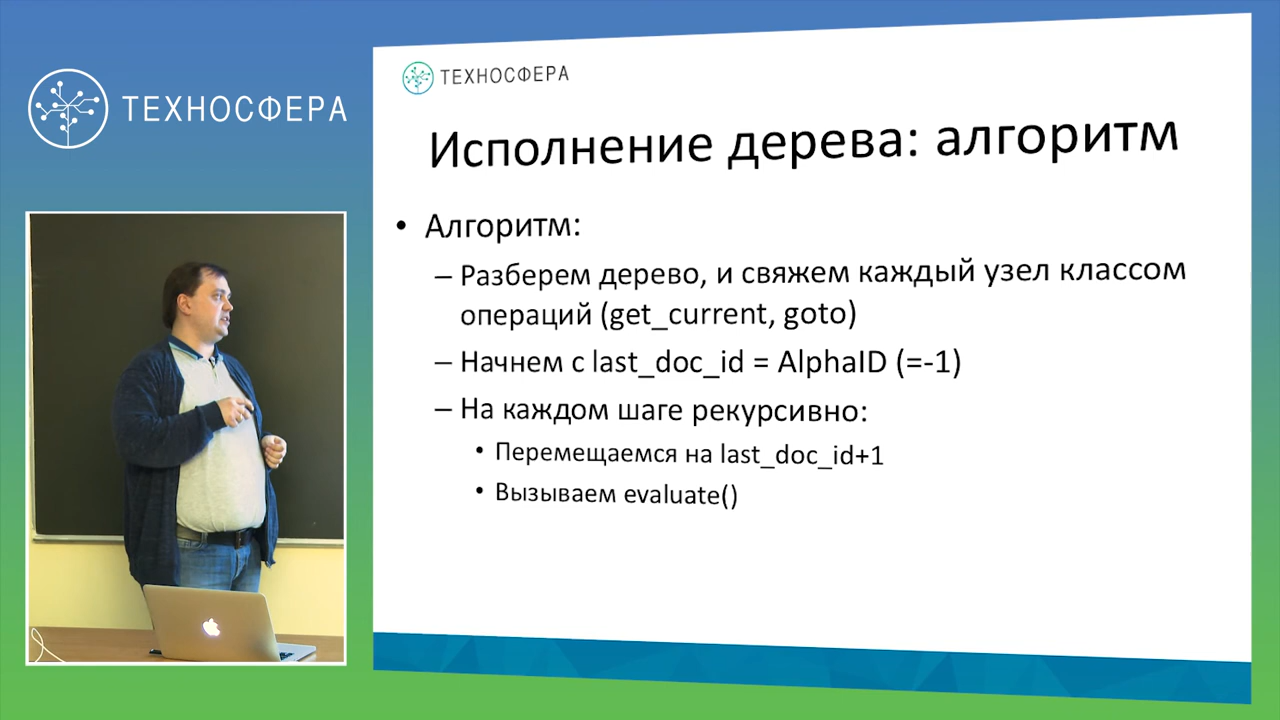 ТЕХНОСФЕРА
ТЕХНОСФЕРА
Исполнение дерева: алгоритм
• Алгоритм:
– Разберем дерево, и свяжем каждый узел классом
операций (get_current, goto)
– Начнем с last_doc_id = AlphaID (=-1)
– На каждом шаге рекурсивно:
• Перемещаемся на last_doc_id+1
• Вызываем evaluate()